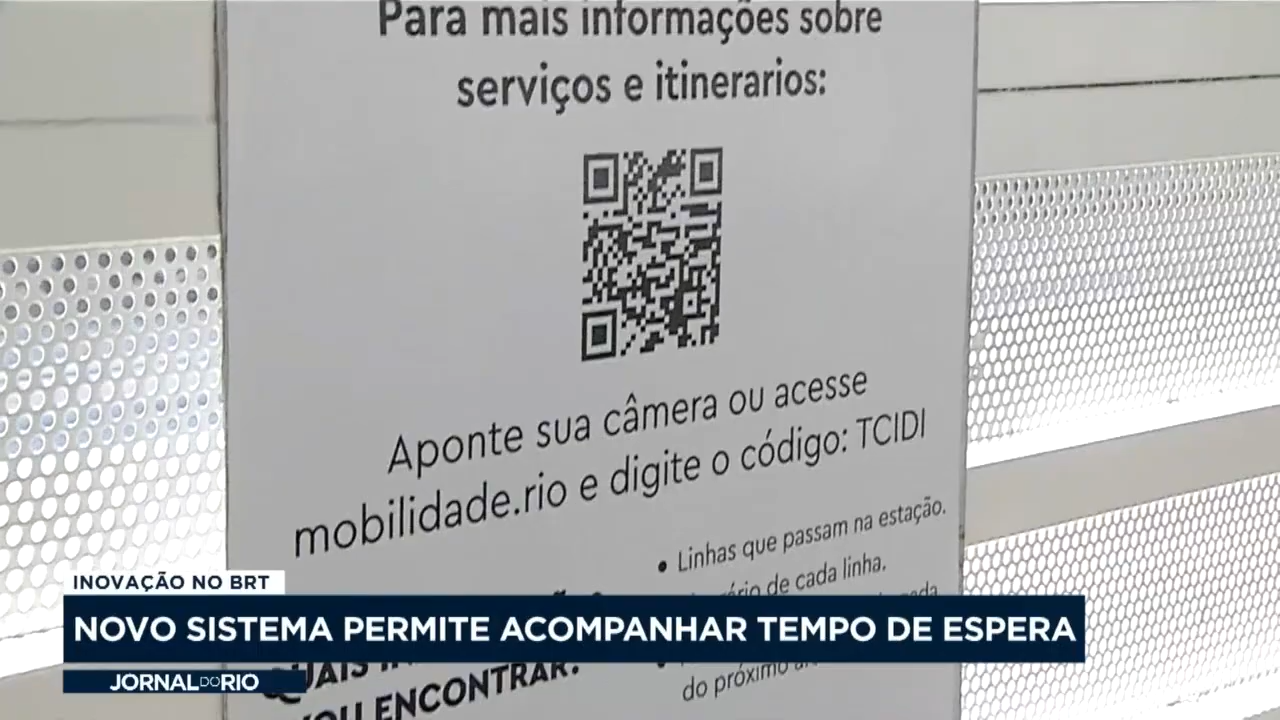 Para mais informações sobre
serviços e itinerarios:
Aponte sua câmera ou acesse
mobilidade.rio e digite o código: TCIDI
• Linhas que passam na estação.
de cada linha.
do próximo
ENCONTRAR:
INOVAÇÃO NO BRT
NOVO SISTEMA PERMITE ACOMPANHAR TEMPO DE ESPERA
JORNAL DO RIO